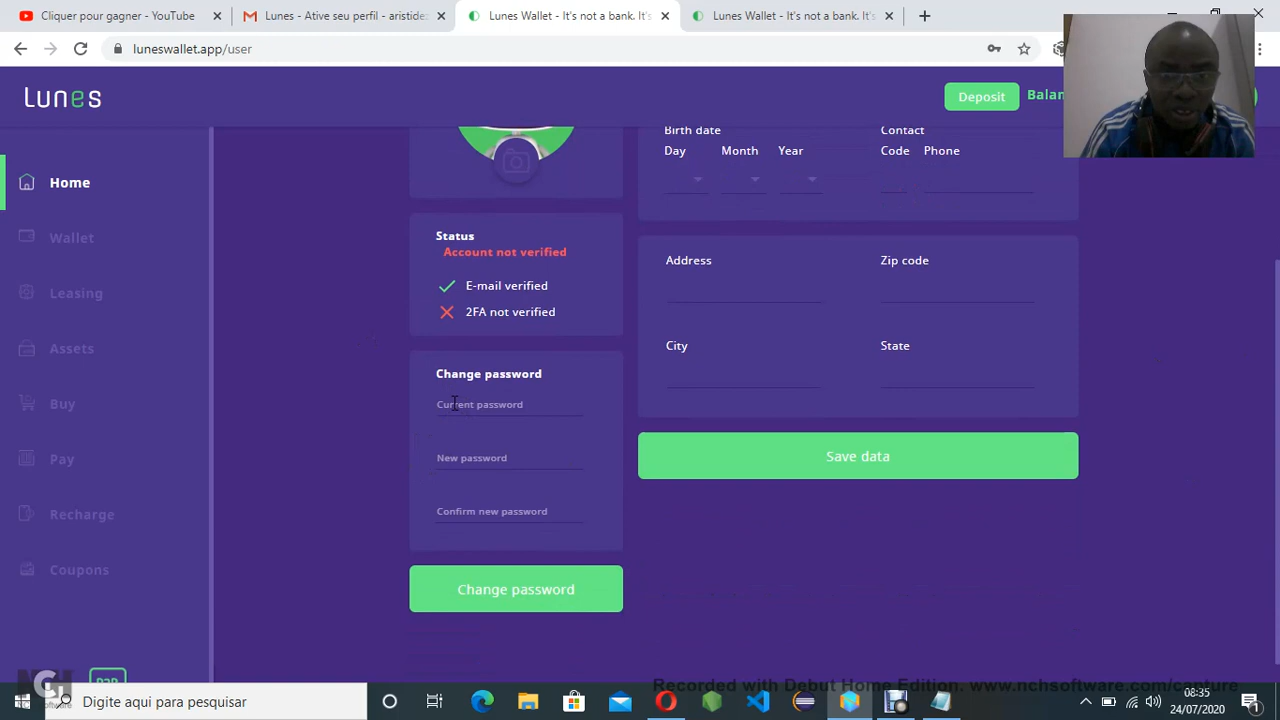 Cliquer pour gagner - YouTube
Lunes - Ative seu perfil - aristides
Lunes Wallet - It's not a bank. It's
Lunes Wallet - It's not a bank. It's
luneswallet.app/user
Lunes
Deposit
Balan
Home
Wallet
Leasing
Assets
Buy
Pay
Recharge
Coupons
P2P
Birth date
Day Month Year
Contact
Code Phone
Status
Account not verified
E-mail verified
2FA not verified
Address
Zip code
City
State
Save data
Change password
Current password
New password
Confirm new password
Change password
NCH
Software
Recorded with Debut Home Edition. www.nchsoftware.com/capture
Digite aqui para pesquisar
08:35
24/07/2020